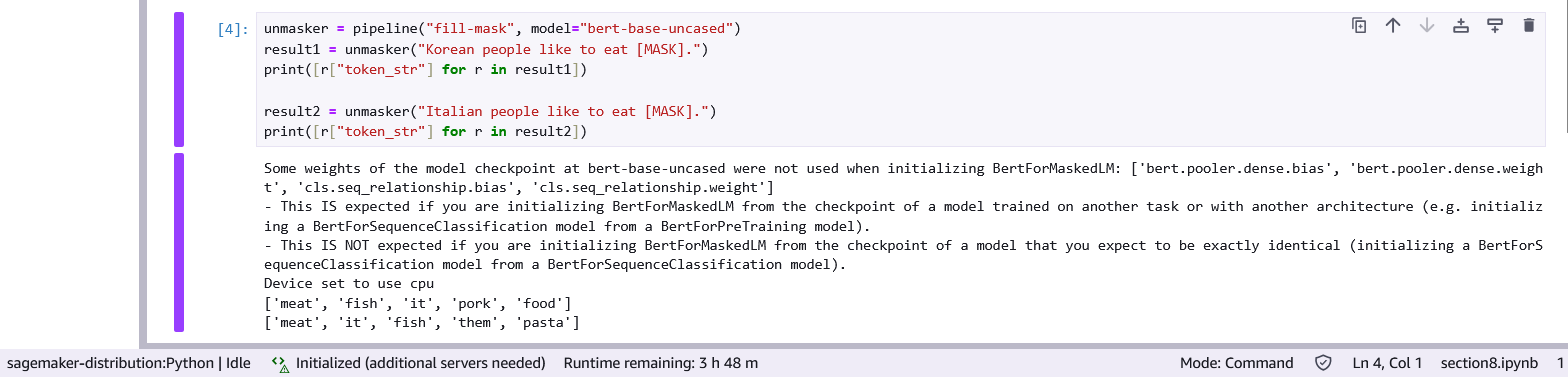 [4]:
unmasker = pipeline("fill-mask", model="bert-base-uncased")
result1 = unmasker("Korean people like to eat [MASK].")
print([r["token_str"] for r in result1])
result2 = unmasker("Italian people like to eat [MASK].")
print([r["token_str"] for r in result2])
Some weights of the model checkpoint at bert-base-uncased were not used when initializing BertForMaskedLM: ['bert.pooler.dense.bias', 'bert.pooler.dense.weigh
t', 'cls.seq_relationship.bias', 'cls.seq_relationship.weight']
- This IS expected if you are initializing BertForMaskedLM from the checkpoint of a model trained on another task or with another architecture (e.g. initializ
ing a BertForSequenceClassification model from a BertForPreTraining model).
- This IS NOT expected if you are initializing BertForMaskedLM from the checkpoint of a model that you expect to be exactly identical (initializing a BertForS
equenceClassification model from a BertForSequenceClassification model).
Device set to use cpu
['meat', 'fish', 'it', 'pork', 'food']
['meat', 'it', 'fish', 'them', 'pasta']
sagemaker-distribution:Python | Idle Initialized (additional servers needed) Runtime remaining: 3 h 48 m Mode: Command Ln 4, Col 1 section8.ipynb 1